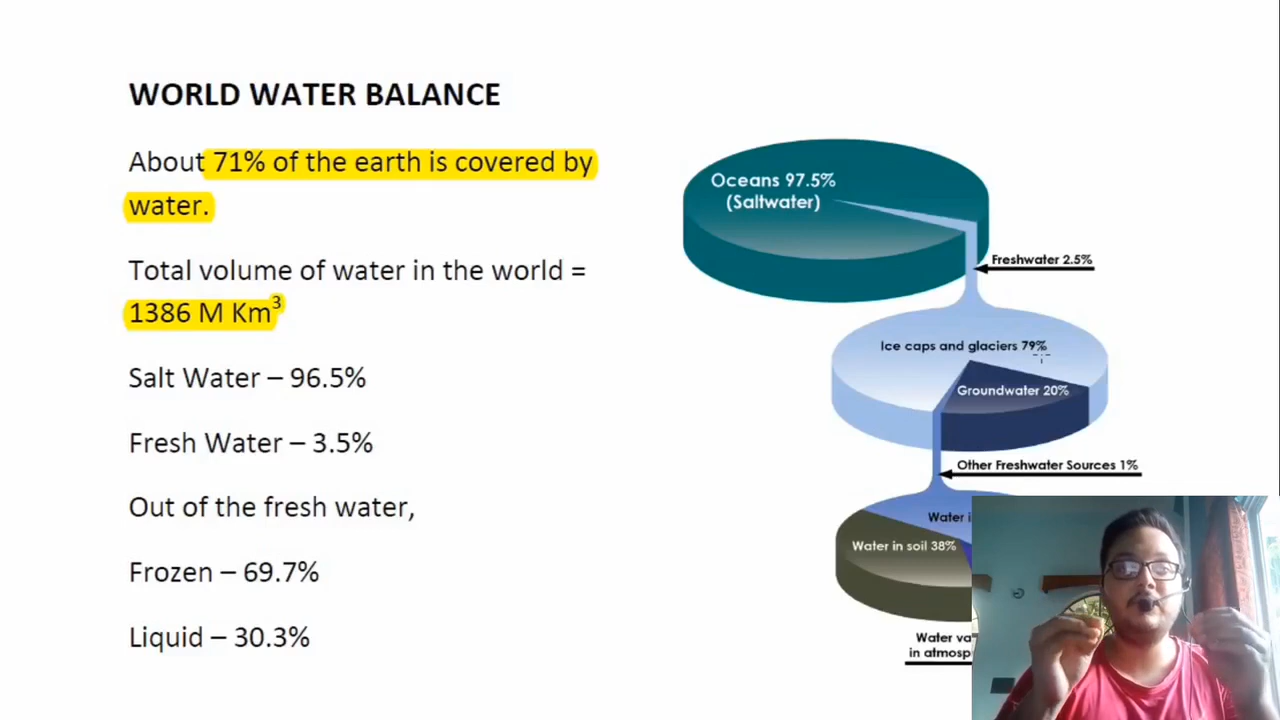 WORLD WATER BALANCE
About 71% of the earth is covered by
water.
Total volume of water in the world =
1386 M Km³
Salt Water – 96.5%
Fresh Water – 3.5%
Out of the fresh water,
Frozen – 69.7%
Liquid – 30.3%
Oceans 97.5%
(Saltwater)
Freshwater 2.5%
Ice caps and glaciers 79%
Groundwater 20%
Other Freshwater Sources 1%
Water
Water in soil 38%
Water
in